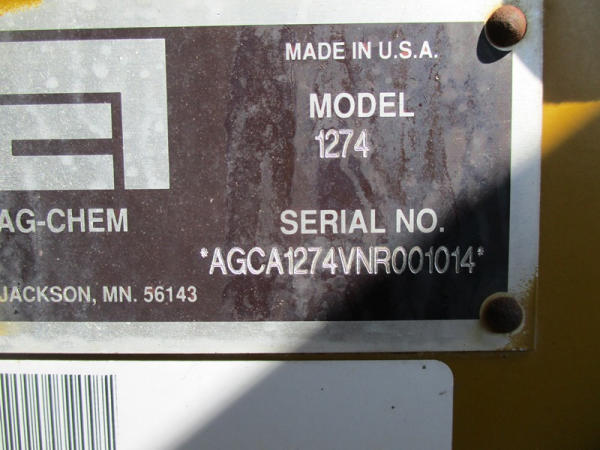 MADE IN U.S.A.
MODEL
1274
AG-CHEM
SERIAL NO.
*AGCA1274VNR001014*
JACKSON, MN. 56143